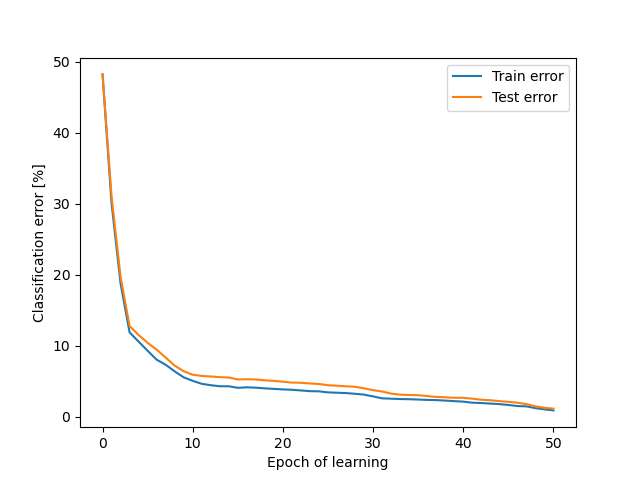 Train error
Test error
50
40
30
20
10
0
Classification error [%]
0 10 20 30 40 50
Epoch of learning